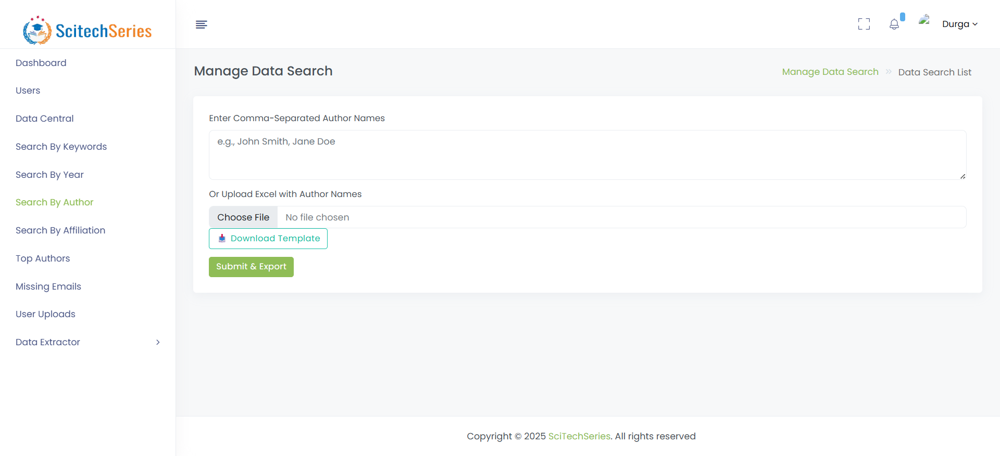 ScitechSeries
Durga
Dashboard
Users
Data Central
Search By Keywords
Search By Year
Search By Author
Search By Affiliation
Top Authors
Missing Emails
User Uploads
Data Extractor
Manage Data Search
Manage Data Search » Data Search List
Enter Comma-Separated Author Names
e.g., John Smith, Jane Doe
Or Upload Excel with Author Names
Choose File No file chosen
Download Template
Submit & Export
Copyright © 2025 SciTechSeries. All rights reserved